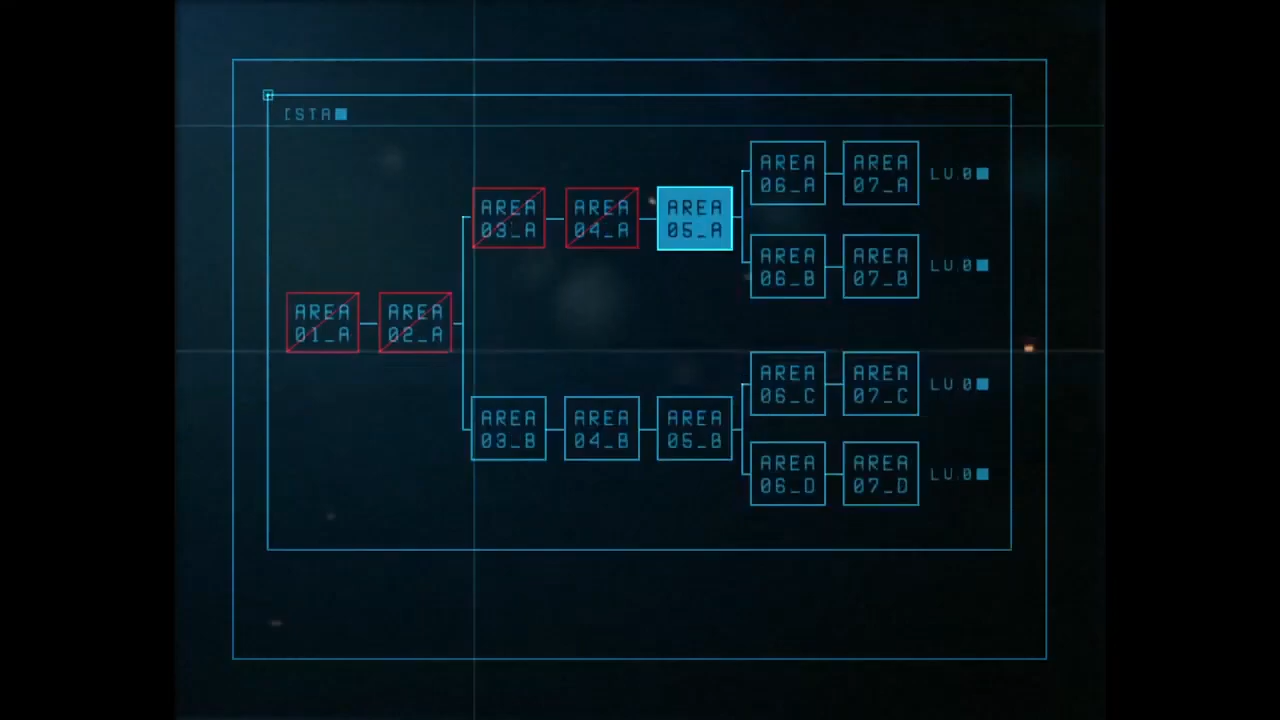 [STA
AREA
06_A
AREA
07_A
LV.0
AREA
03_A
AREA
04_A
AREA
05_A
AREA
06_B
AREA
07_B
LV.0
AREA
01_A
AREA
02_A
AREA
06_C
AREA
07_C
LV.0
AREA
03_B
AREA
04_B
AREA
05_B
AREA
06_D
AREA
07_D
LV.0